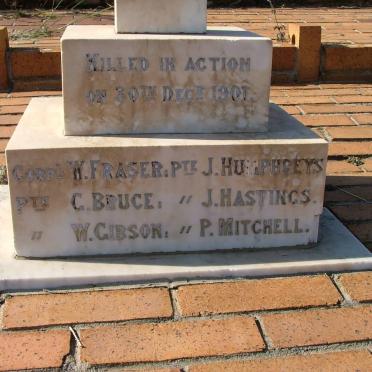 KILLED IN ACTION
ON 30TH DECR 1901.
CORPL W. FRASER. PTE J. HUMPHREYS
PTE C. BRUCE. " J. HASTINGS.
" W. GIBSON. " P. MITCHELL.